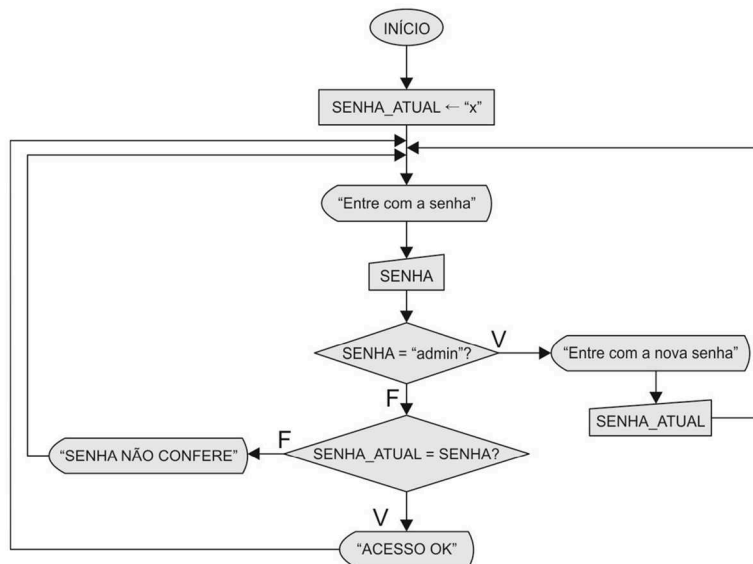 INÍCIO
SENHA_ATUAL ← “x”
“Entre com a senha”
SENHA
SENHA = “admin”?
V
“Entre com a nova senha”
F
SENHA_ATUAL
SENHA_ATUAL = SENHA?
F
“SENHA NÃO CONFERE”
V
“ACESSO OK”